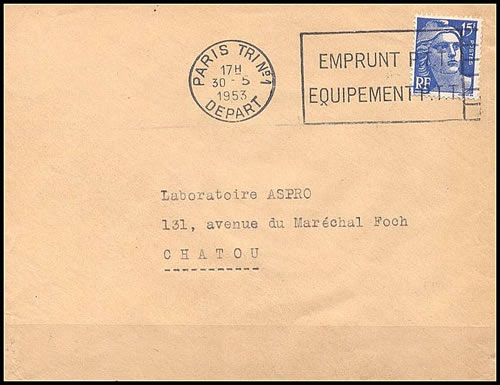 PARIS TRI Nº1
17H
30 - 5
1953
DEPART
EMPRUNT P.T.T.
EQUIPEMENT P.T.T.
15F
POSTES
RF
Laboratoire ASPRO
131, avenue du Maréchal Foch
CHATOU